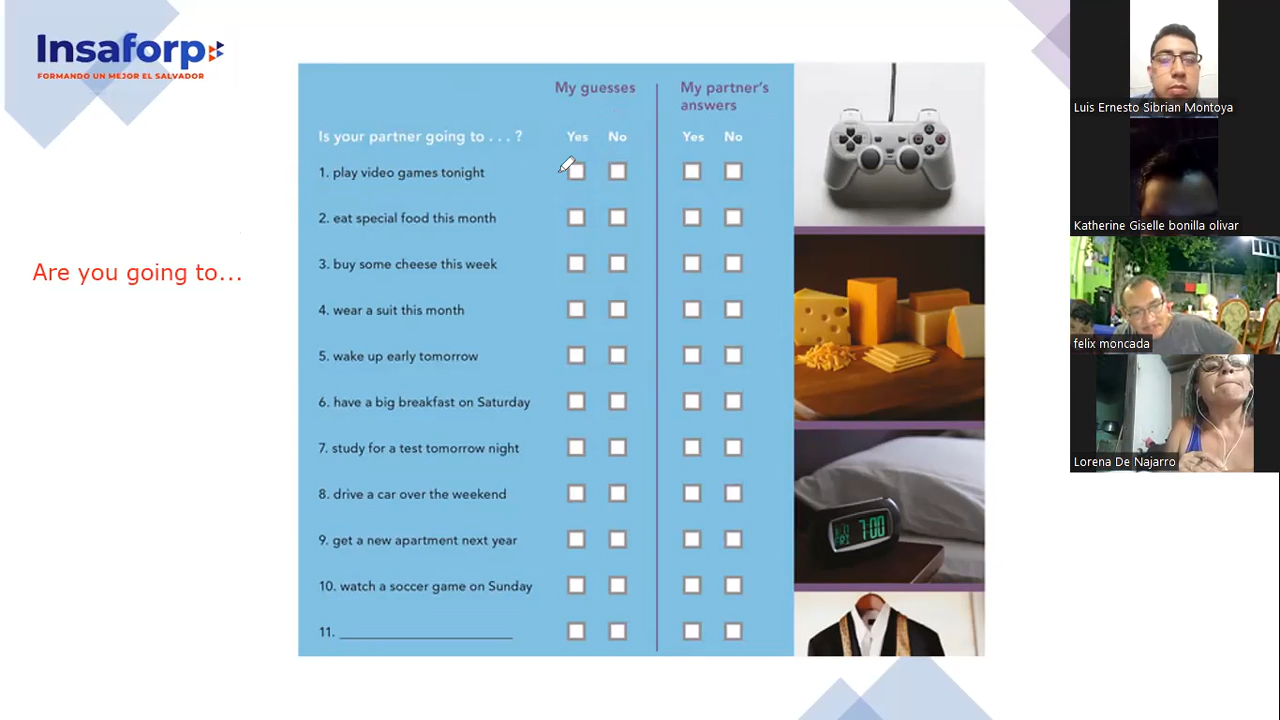 Insaforp
FORMANDO UN MEJOR EL SALVADOR
Are you going to...
My guesses
My partner's
answers
Is your partner going to . . . ?
Yes No Yes No
1. play video games tonight
2. eat special food this month
3. buy some cheese this week
4. wear a suit this month
5. wake up early tomorrow
6. have a big breakfast on Saturday
7. study for a test tomorrow night
8. drive a car over the weekend
9. get a new apartment next year
10. watch a soccer game on Sunday
11.
FRI 7:00
Luis Ernesto Sibrian Montoya
Katherine Giselle bonilla olivar
felix moncada
Lorena De Najarro